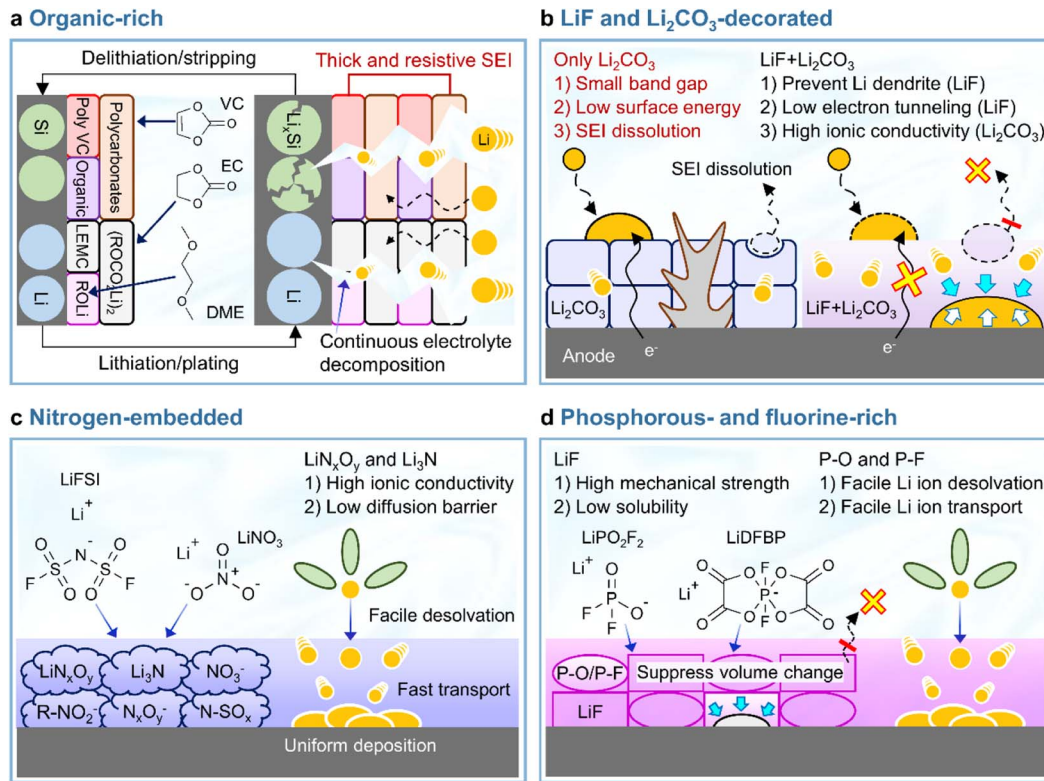 a Organic-rich
Delithiation/stripping
Thick and resistive SEI
Si
Poly VC
Polycarbonates
VC
O
O
O
Organic
EC
O
O
O
LEMC
(ROCO₂Li)₂
Li
ROLi
O
O
DME
LiₓSi
Li
Li
Continuous electrolyte
decomposition
Lithiation/plating
b LiF and Li₂CO₃-decorated
Only Li₂CO₃
1) Small band gap
2) Low surface energy
3) SEI dissolution
LiF+Li₂CO₃
1) Prevent Li dendrite (LiF)
2) Low electron tunneling (LiF)
3) High ionic conductivity (Li₂CO₃)
SEI dissolution
Li₂CO₃
LiF+Li₂CO₃
e⁻
e⁻
Anode
c Nitrogen-embedded
LiFSI
Li⁺
O O
N⁻
F S S F
O O
LiNO₃
Li⁺
O
N⁺
⁻O O⁻
LiNₓOᵧ and Li₃N
1) High ionic conductivity
2) Low diffusion barrier
Facile desolvation
LiNₓOᵧ
Li₃N
NO₃⁻
Fast transport
R-NO₂⁻
NₓOᵧ⁻
N-SOₓ
Uniform deposition
d Phosphorous- and fluorine-rich
LiF
1) High mechanical strength
2) Low solubility
P-O and P-F
1) Facile Li ion desolvation
2) Facile Li ion transport
LiPO₂F₂
Li⁺
O
F P O⁻
F
LiDFBP
Li⁺
O F O
O O
P⁻
O O
O F O
P-O/P-F
Suppress volume change
LiF